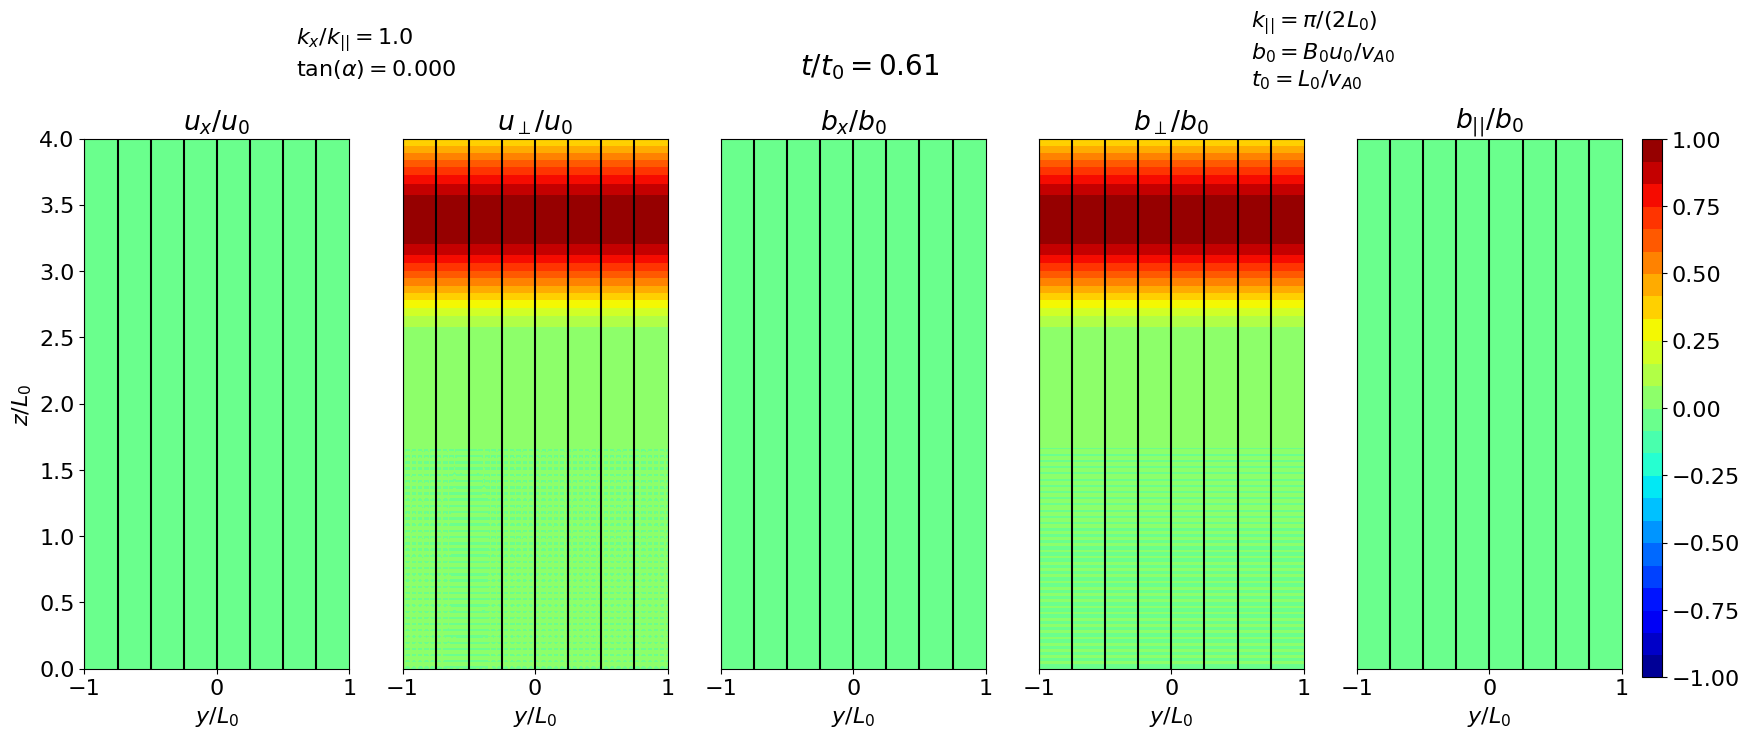 k_x/k_{||} = 1.0
tan(α) = 0.000
t/t_0 = 0.61
k_{||} = π/(2L_0)
b_0 = B_0u_0/v_{A0}
t_0 = L_0/v_{A0}
u_x/u_0
u_⊥/u_0
b_x/b_0
b_⊥/b_0
b_{||}/b_0
4.0
3.5
3.0
2.5
2.0
1.5
1.0
0.5
0.0
z/L_0
−1 0 1
−1 0 1
−1 0 1
−1 0 1
−1 0 1
y/L_0
y/L_0
y/L_0
y/L_0
y/L_0
1.00
0.75
0.50
0.25
0.00
−0.25
−0.50
−0.75
−1.00